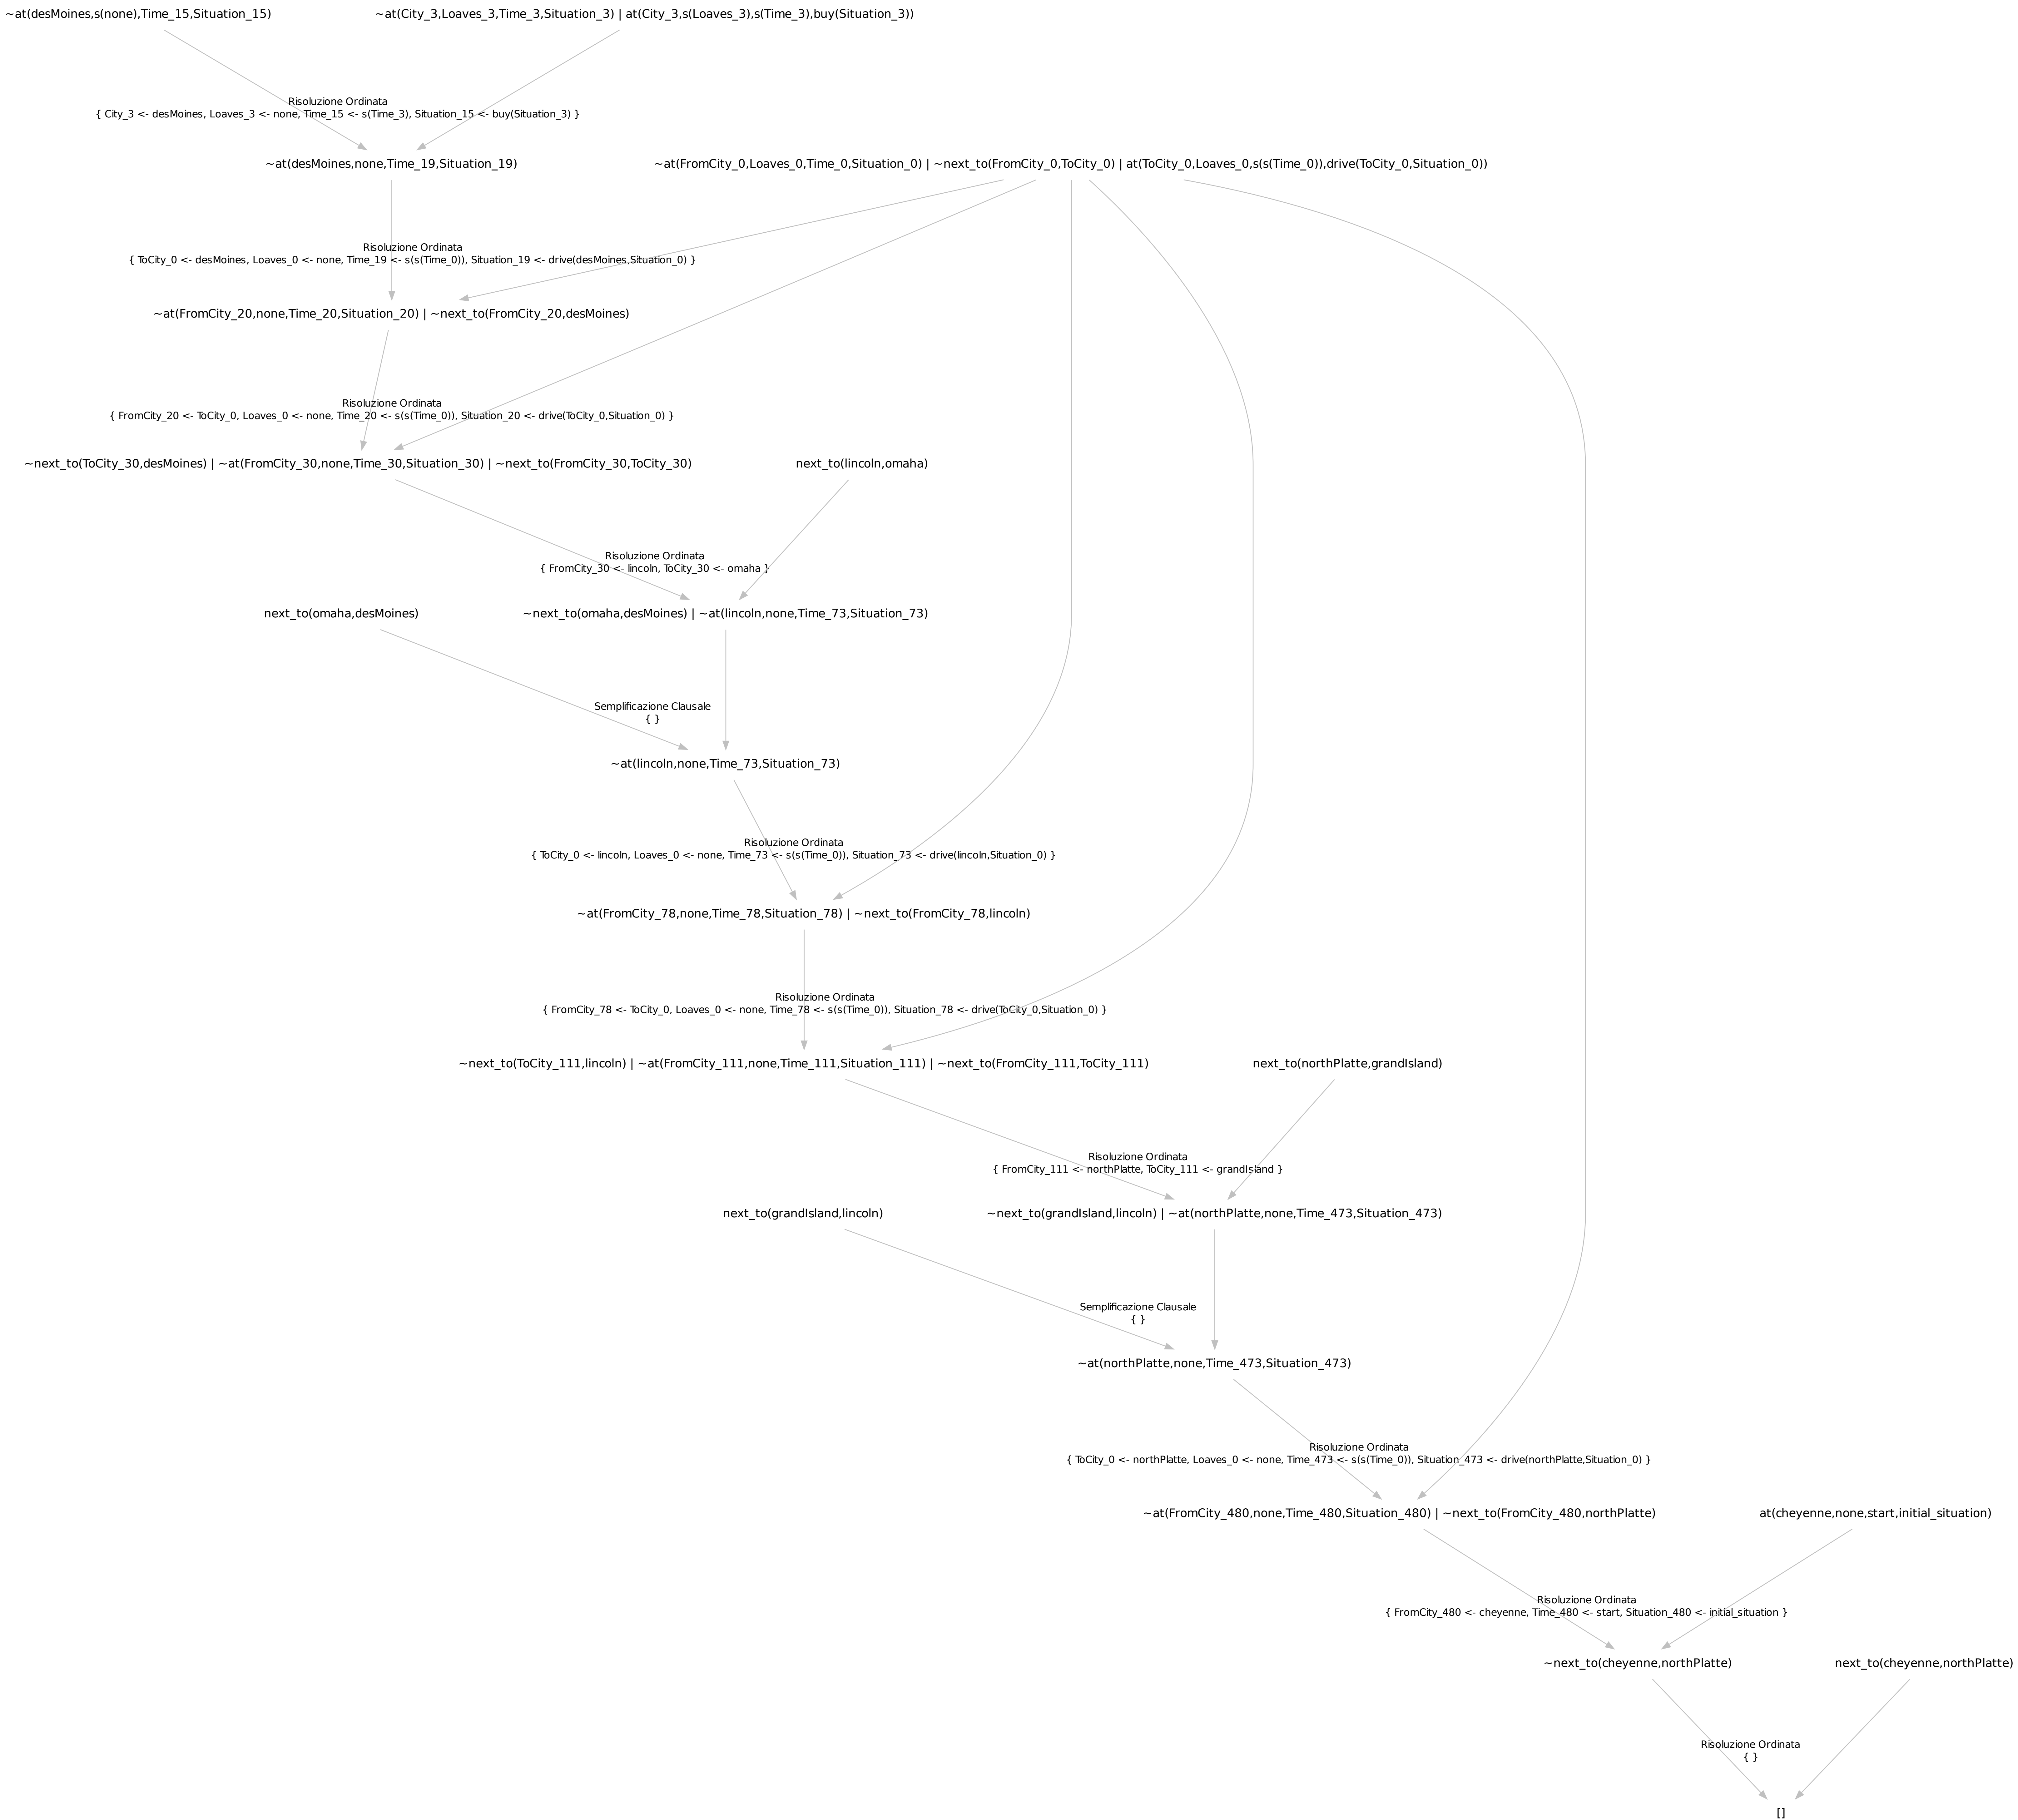 ~at(desMoines,s(none),Time_15,Situation_15)
~at(City_3,Loaves_3,Time_3,Situation_3) | at(City_3,s(Loaves_3),s(Time_3),buy(Situation_3))
Risoluzione Ordinata
{ City_3 <- desMoines, Loaves_3 <- none, Time_15 <- s(Time_3), Situation_15 <- buy(Situation_3) }
~at(desMoines,none,Time_19,Situation_19)
~at(FromCity_0,Loaves_0,Time_0,Situation_0) | ~next_to(FromCity_0,ToCity_0) | at(ToCity_0,Loaves_0,s(s(Time_0)),drive(ToCity_0,Situation_0))
Risoluzione Ordinata
{ ToCity_0 <- desMoines, Loaves_0 <- none, Time_19 <- s(s(Time_0)), Situation_19 <- drive(desMoines,Situation_0) }
~at(FromCity_20,none,Time_20,Situation_20) | ~next_to(FromCity_20,desMoines)
Risoluzione Ordinata
{ FromCity_20 <- ToCity_0, Loaves_0 <- none, Time_20 <- s(s(Time_0)), Situation_20 <- drive(ToCity_0,Situation_0) }
~next_to(ToCity_30,desMoines) | ~at(FromCity_30,none,Time_30,Situation_30) | ~next_to(FromCity_30,ToCity_30)
next_to(lincoln,omaha)
Risoluzione Ordinata
{ FromCity_30 <- lincoln, ToCity_30 <- omaha }
next_to(omaha,desMoines)
~next_to(omaha,desMoines) | ~at(lincoln,none,Time_73,Situation_73)
Semplificazione Clausale
{ }
~at(lincoln,none,Time_73,Situation_73)
Risoluzione Ordinata
{ ToCity_0 <- lincoln, Loaves_0 <- none, Time_73 <- s(s(Time_0)), Situation_73 <- drive(lincoln,Situation_0) }
~at(FromCity_78,none,Time_78,Situation_78) | ~next_to(FromCity_78,lincoln)
Risoluzione Ordinata
{ FromCity_78 <- ToCity_0, Loaves_0 <- none, Time_78 <- s(s(Time_0)), Situation_78 <- drive(ToCity_0,Situation_0) }
~next_to(ToCity_111,lincoln) | ~at(FromCity_111,none,Time_111,Situation_111) | ~next_to(FromCity_111,ToCity_111)
next_to(northPlatte,grandIsland)
Risoluzione Ordinata
{ FromCity_111 <- northPlatte, ToCity_111 <- grandIsland }
next_to(grandIsland,lincoln)
~next_to(grandIsland,lincoln) | ~at(northPlatte,none,Time_473,Situation_473)
Semplificazione Clausale
{ }
~at(northPlatte,none,Time_473,Situation_473)
Risoluzione Ordinata
{ ToCity_0 <- northPlatte, Loaves_0 <- none, Time_473 <- s(s(Time_0)), Situation_473 <- drive(northPlatte,Situation_0) }
~at(FromCity_480,none,Time_480,Situation_480) | ~next_to(FromCity_480,northPlatte)
at(cheyenne,none,start,initial_situation)
Risoluzione Ordinata
{ FromCity_480 <- cheyenne, Time_480 <- start, Situation_480 <- initial_situation }
~next_to(cheyenne,northPlatte)
next_to(cheyenne,northPlatte)
Risoluzione Ordinata
{ }
[]